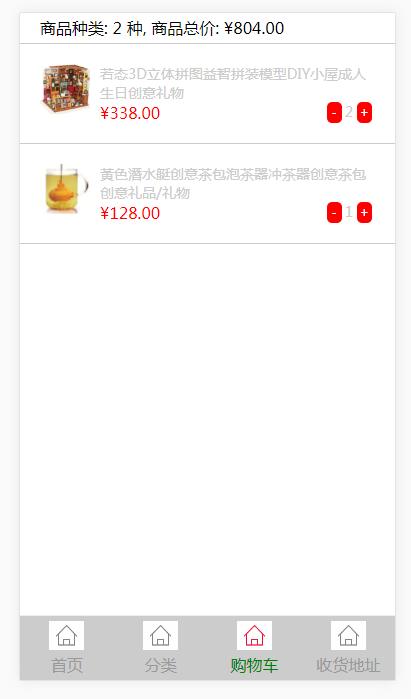 商品种类: 2 种, 商品总价: ¥804.00
若态3D立体拼图益智拼装模型DIY小屋成人
生日创意礼物
¥338.00
- 2 +
黃色潛水艇创意茶包泡茶器冲茶器创意茶包
创意礼品/礼物
¥128.00
- 1 +
首页 分类 购物车 收货地址